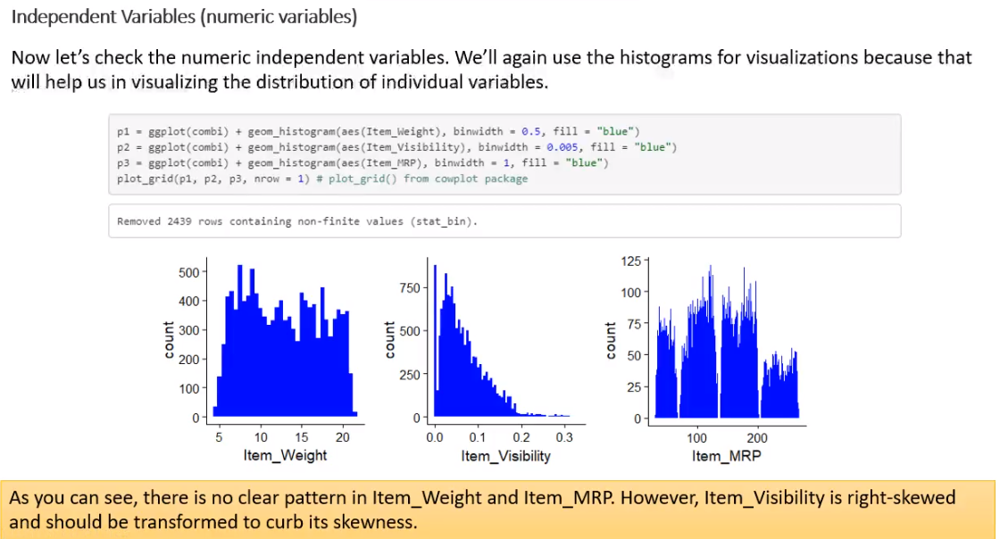 Independent Variables (numeric variables)
Now let's check the numeric independent variables. We'll again use the histograms for visualizations because that
will help us in visualizing the distribution of individual variables.
p1 = ggplot(combi) + geom_histogram(aes(Item_Weight), binwidth = 0.5, fill = "blue")
p2 = ggplot(combi) + geom_histogram(aes(Item_Visibility), binwidth = 0.005, fill = "blue")
p3 = ggplot(combi) + geom_histogram(aes(Item_MRP), binwidth = 1, fill = "blue")
plot_grid(p1, p2, p3, nrow = 1) # plot_grid() from cowplot package
Removed 2439 rows containing non-finite values (stat_bin).
500
400
300
200
100
0
count
5 10 15 20
Item_Weight
750
500
250
0
count
0.0 0.1 0.2 0.3
Item_Visibility
125
100
75
50
25
0
count
100 200
Item_MRP
As you can see, there is no clear pattern in Item_Weight and Item_MRP. However, Item_Visibility is right-skewed
and should be transformed to curb its skewness.